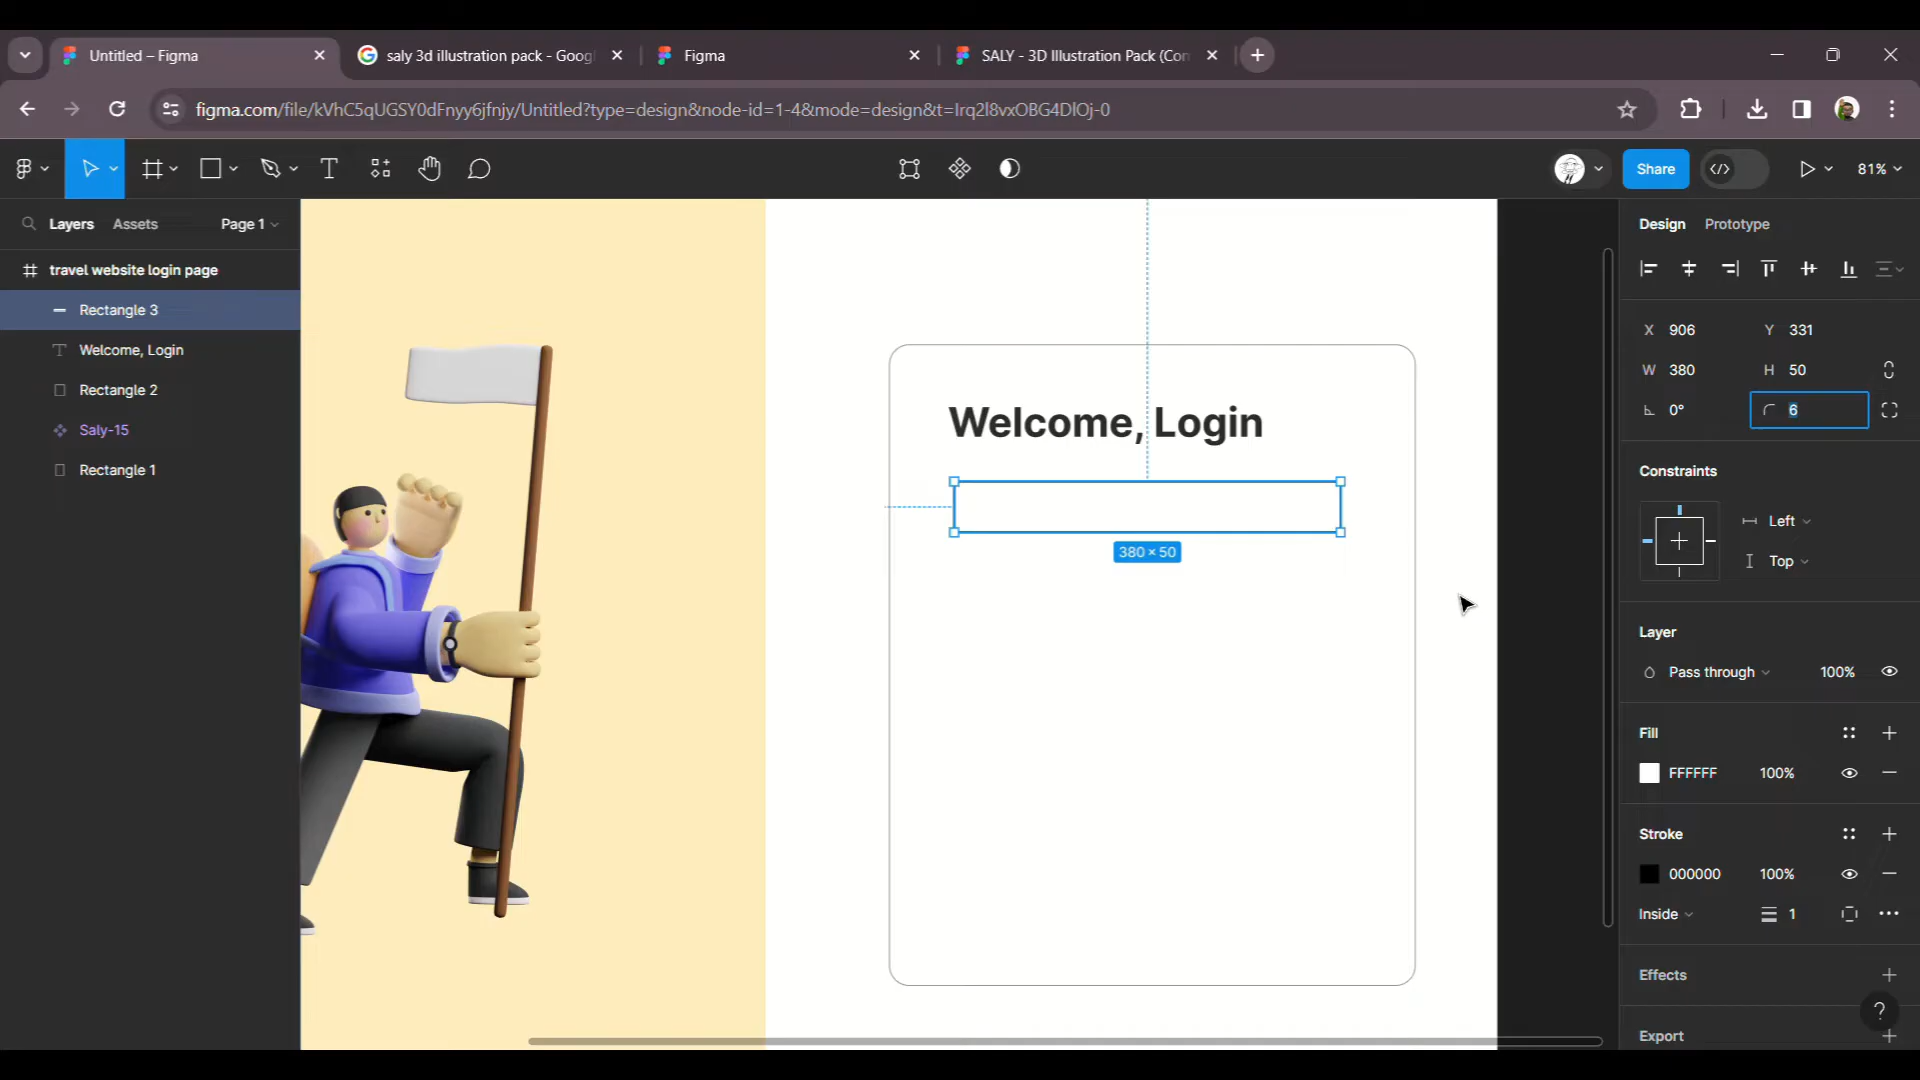 Untitled – Figma
saly 3d illustration pack - Goog
Figma
SALY - 3D Illustration Pack (Con
figma.com/file/kVhC5qUGSY0dFnyy6jfnjy/Untitled?type=design&node-id=1-4&mode=design&t=Irq2l8vxOBG4DlOj-0
Share
81%
Layers
Assets
Page 1
travel website login page
Rectangle 3
Welcome, Login
Rectangle 2
Saly-15
Rectangle 1
Welcome, Login
380 × 50
Design
Prototype
X 906
Y 331
W 380
H 50
0°
6
Constraints
Left
Top
Layer
Pass through
100%
Fill
FFFFFF
100%
Stroke
000000
100%
Inside
1
Effects
?
Export